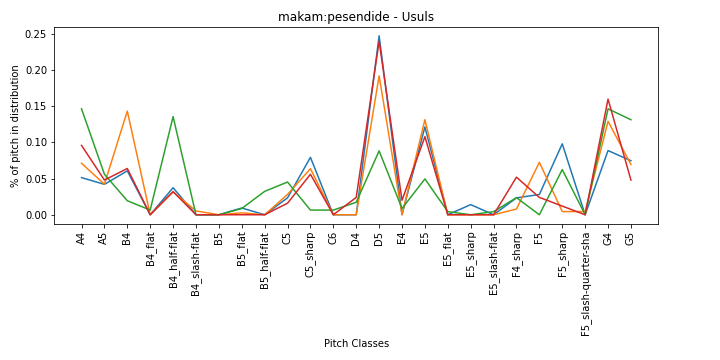 makam:pesendide - Usuls
% of pitch in distribution
0.25
0.20
0.15
0.10
0.05
0.00
A4
A5
B4
B4_flat
B4_half-flat
B4_slash-flat
B5
B5_flat
B5_half-flat
C5
C5_sharp
C6
D4
D5
E4
E5
E5_flat
E5_sharp
E5_slash-flat
F4_sharp
F5
F5_sharp
F5_slash-quarter-sha
G4
G5
Pitch Classes